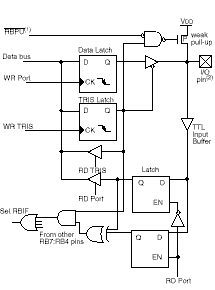 VDD
RBPU(1)
weak
pull-up
Data Latch
Data bus
D Q
WR Port
CK
I/O
pin(2)
TRIS Latch
D Q
WR TRIS
CK
TTL
Input
Buffer
RD TRIS
Latch
Q D
RD Port
EN
Set RBIF
From other
RB7:RB4 pins
Q D
EN
RD Port